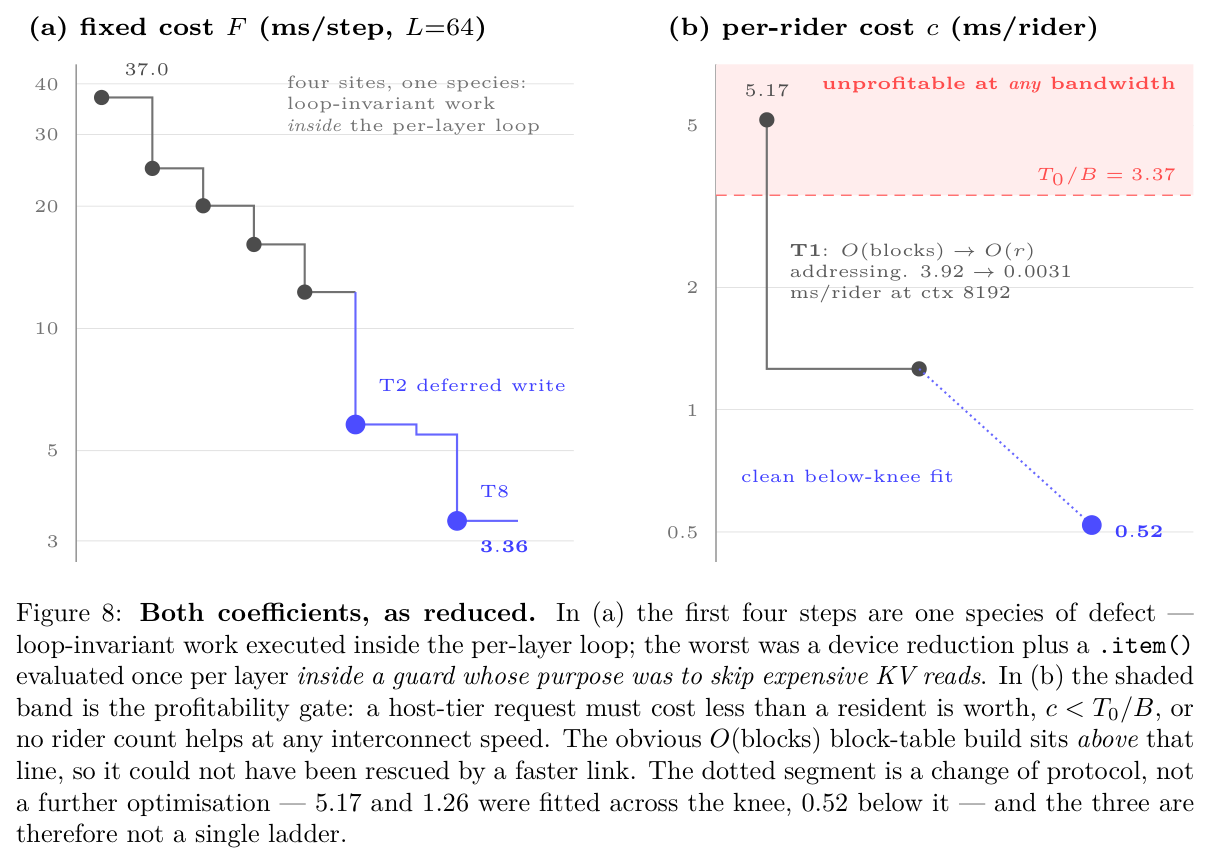 (a) fixed cost F (ms/step, L=64)
37.0
40
30
20
10
5
3
four sites, one species:
loop-invariant work
inside the per-layer loop
T2 deferred write
T8
3.36
(b) per-rider cost c (ms/rider)
5.17
unprofitable at any bandwidth
T0/B = 3.37
5
2
1
0.5
T1: O(blocks) → O(r)
addressing. 3.92 → 0.0031
ms/rider at ctx 8192
clean below-knee fit
0.52
Figure 8: Both coefficients, as reduced. In (a) the first four steps are one species of defect —
loop-invariant work executed inside the per-layer loop; the worst was a device reduction plus a .item()
evaluated once per layer inside a guard whose purpose was to skip expensive KV reads. In (b) the shaded
band is the profitability gate: a host-tier request must cost less than a resident is worth, c < T0/B, or
no rider count helps at any interconnect speed. The obvious O(blocks) block-table build sits above that
line, so it could not have been rescued by a faster link. The dotted segment is a change of protocol, not
a further optimisation — 5.17 and 1.26 were fitted across the knee, 0.52 below it — and the three are
therefore not a single ladder.